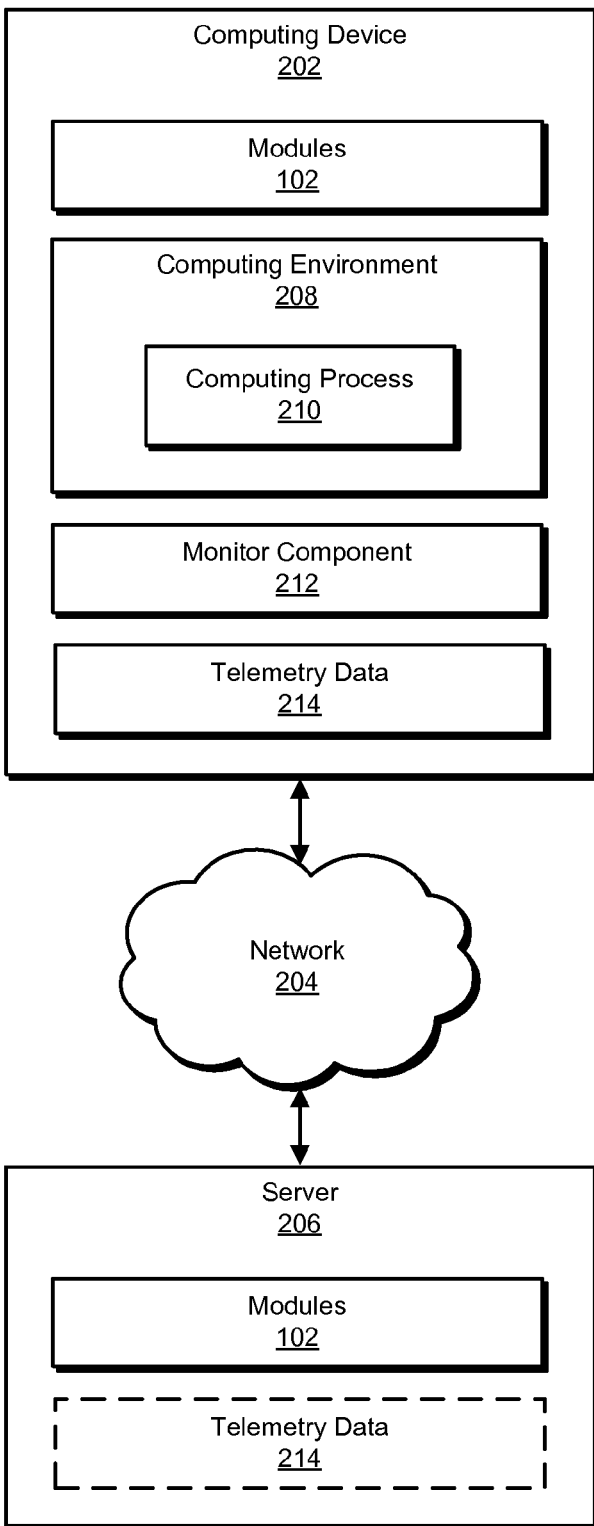 Computing Device
202
Modules
102
Computing Environment
208
Computing Process
210
Monitor Component
212
Telemetry Data
214
Network
204
Server
206
Modules
102
Telemetry Data
214